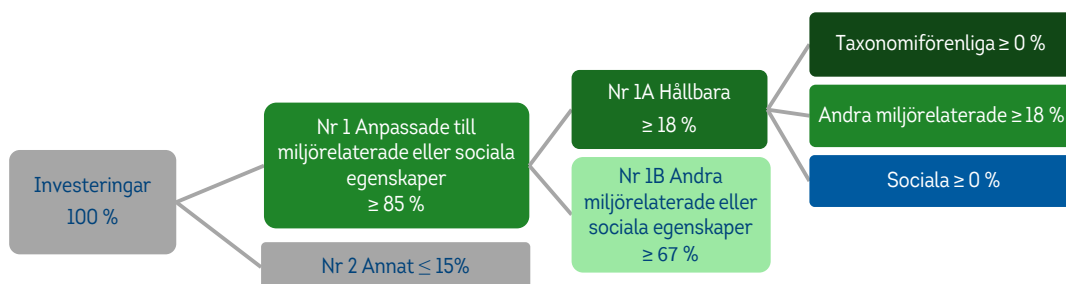 Investeringar
100 %
Nr 1 Anpassade till
miljörelaterade eller sociala
egenskaper
≥ 85 %
Nr 2 Annat ≤ 15%
Nr 1A Hållbara
≥ 18 %
Nr 1B Andra
miljörelaterade eller
sociala egenskaper
≥ 67 %
Taxonomiförenliga ≥ 0 %
Andra miljörelaterade ≥ 18 %
Sociala ≥ 0 %